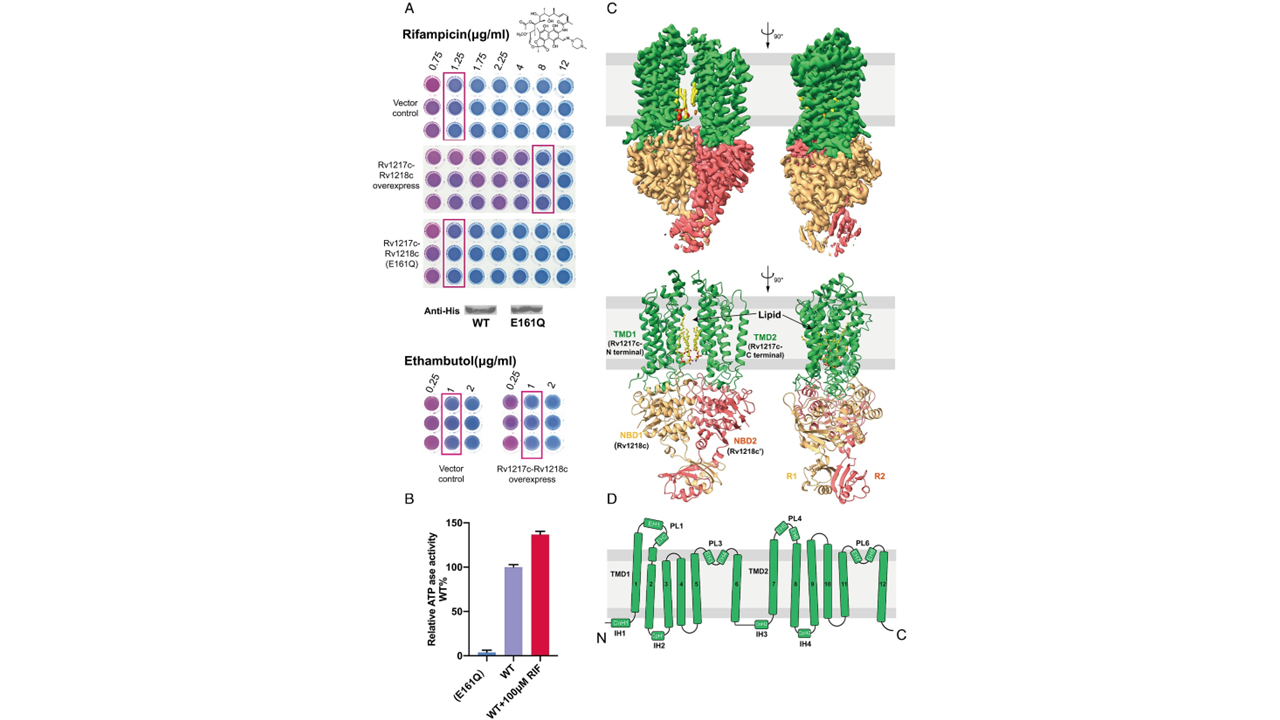 A
Rifampicin(µg/ml)
0.75
1.25
1.75
2.25
4
8
12
Vector
control
Rv1217c-
Rv1218c
overexpress
Rv1217c-
Rv1218c
(E161Q)
Anti-His
WT
E161Q
Ethambutol(µg/ml)
0.25
1
2
0.25
1
2
Vector
control
Rv1217c-Rv1218c
overexpress
B
Relative ATP ase activity
WT%
150
100
50
0
(E161Q)
WT
WT+100µM RIF
C
90°
90°
Lipid
TMD1
(Rv1217c-
N terminal)
TMD2
(Rv1217c-
C terminal)
NBD1
(Rv1218c)
NBD2
(Rv1218c')
R1
R2
D
EH1
PL1
PL3
PL4
PL6
TMD1
1
2
3
4
5
6
TMD2
7
8
9
10
11
12
CnH1
IH1
IH2
IH3
IH4
N
C